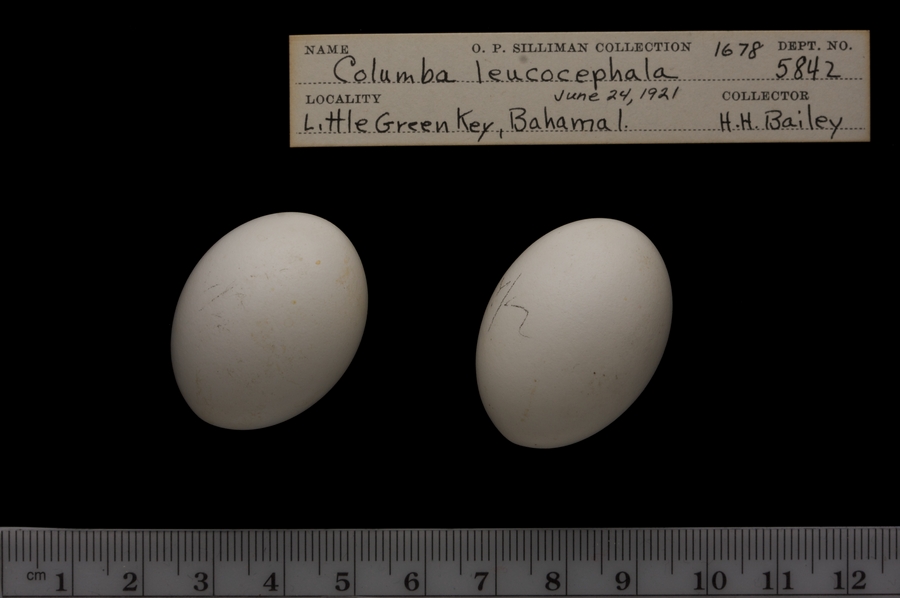 NAME O. P. SILLIMAN COLLECTION 1678 DEPT. NO.
Columba leucocephala 5842
LOCALITY June 24, 1921 COLLECTOR
Little Green Key, Bahama I. H.H. Bailey
cm 1 2 3 4 5 6 7 8 9 10 11 12